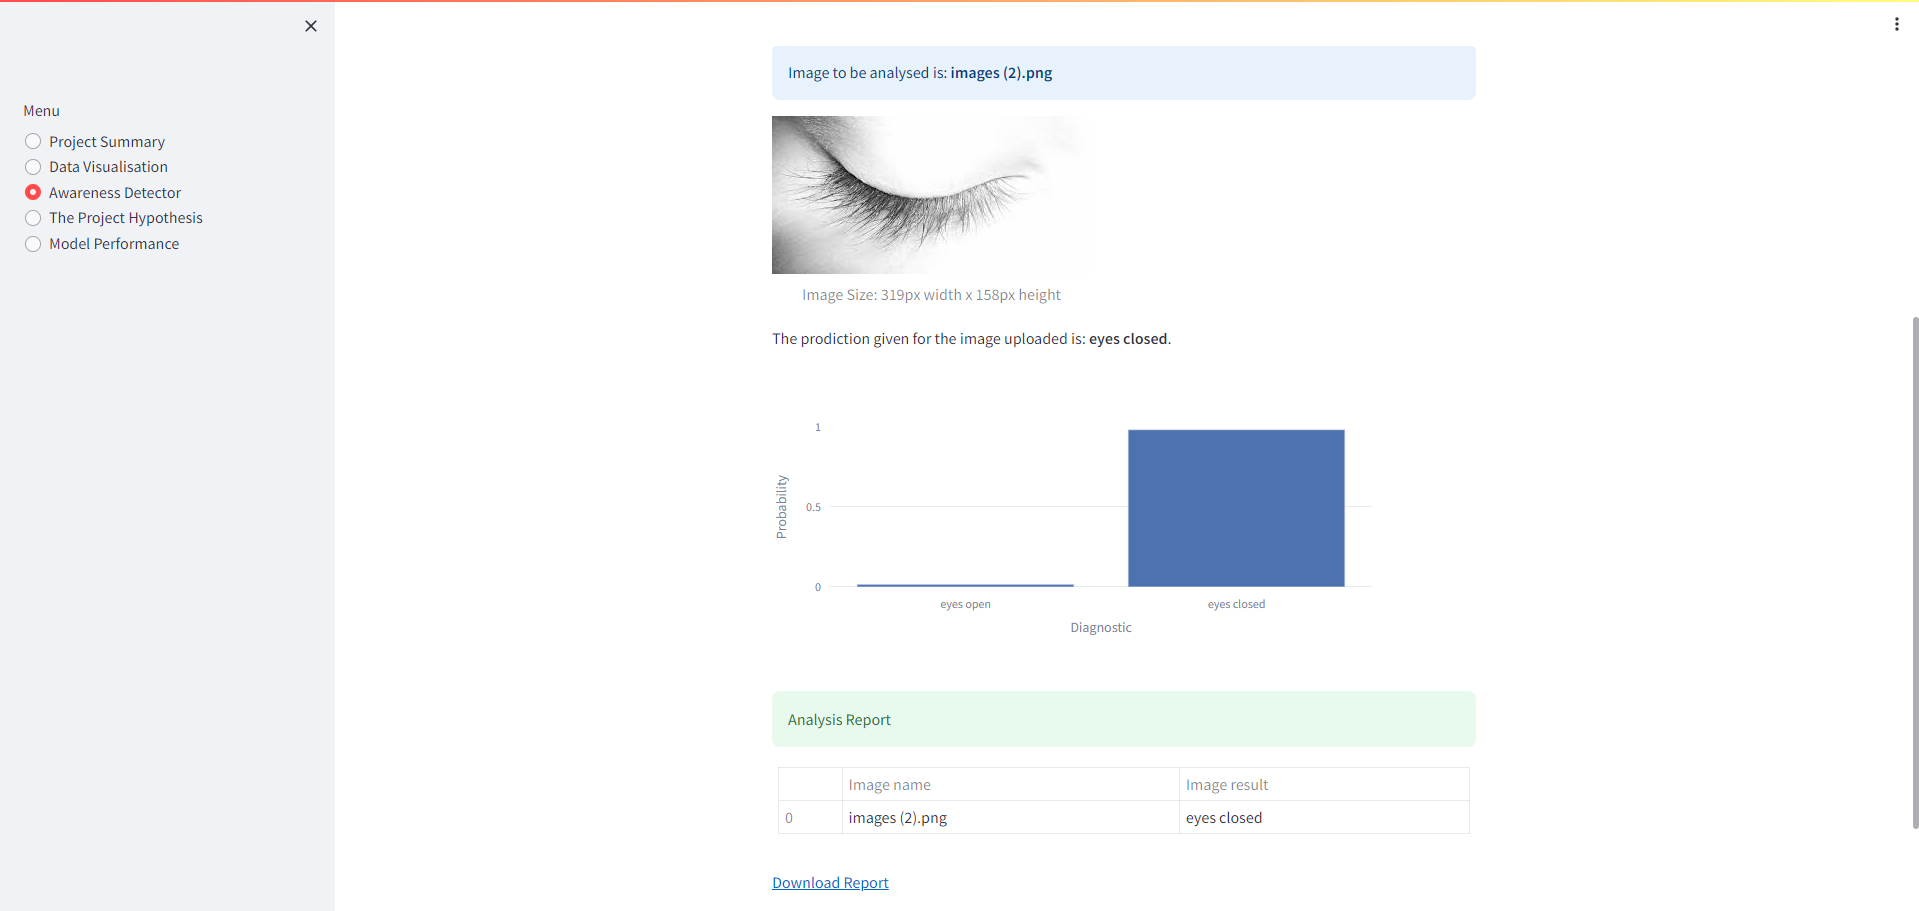 Menu
Project Summary
Data Visualisation
Awareness Detector
The Project Hypothesis
Model Performance
Image to be analysed is: images (2).png
Image Size: 319px width x 158px height
The prodiction given for the image uploaded is: eyes closed.
1
0.5
0
Probability
eyes open eyes closed
Diagnostic
Analysis Report
Image name Image result
0 images (2).png eyes closed
Download Report